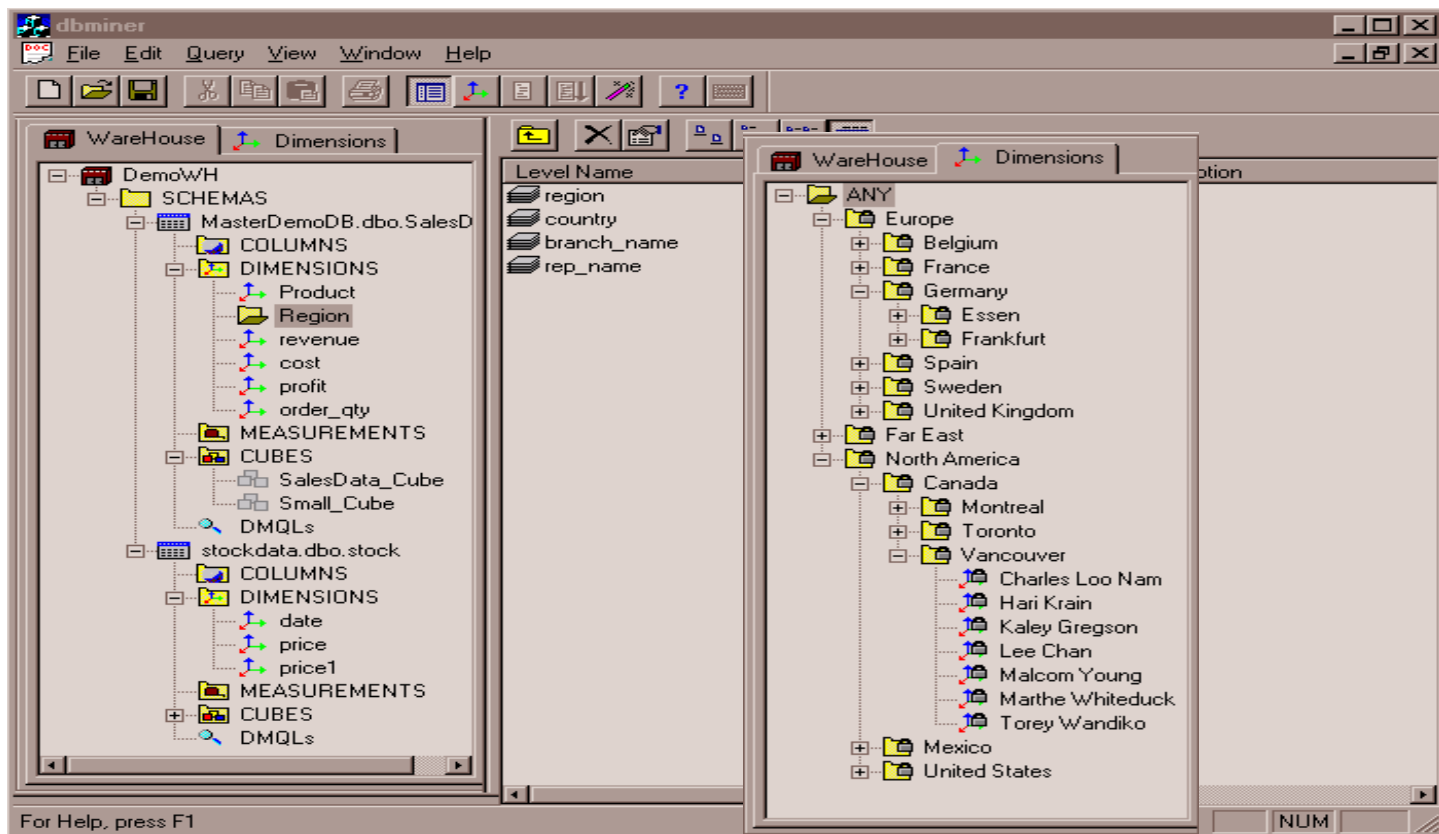 dbminer
File Edit Query View Window Help
WareHouse Dimensions
DemoWH
SCHEMAS
MasterDemoDB.dbo.SalesD
COLUMNS
DIMENSIONS
Product
Region
revenue
cost
profit
order_qty
MEASUREMENTS
CUBES
SalesData_Cube
Small_Cube
DMQLs
stockdata.dbo.stock
COLUMNS
DIMENSIONS
date
price
price1
MEASUREMENTS
CUBES
DMQLs
Level Name
region
country
branch_name
rep_name
ption
WareHouse Dimensions
ANY
Europe
Belgium
France
Germany
Essen
Frankfurt
Spain
Sweden
United Kingdom
Far East
North America
Canada
Montreal
Toronto
Vancouver
Charles Loo Nam
Hari Krain
Kaley Gregson
Lee Chan
Malcom Young
Marthe Whiteduck
Torey Wandiko
Mexico
United States
For Help, press F1
NUM